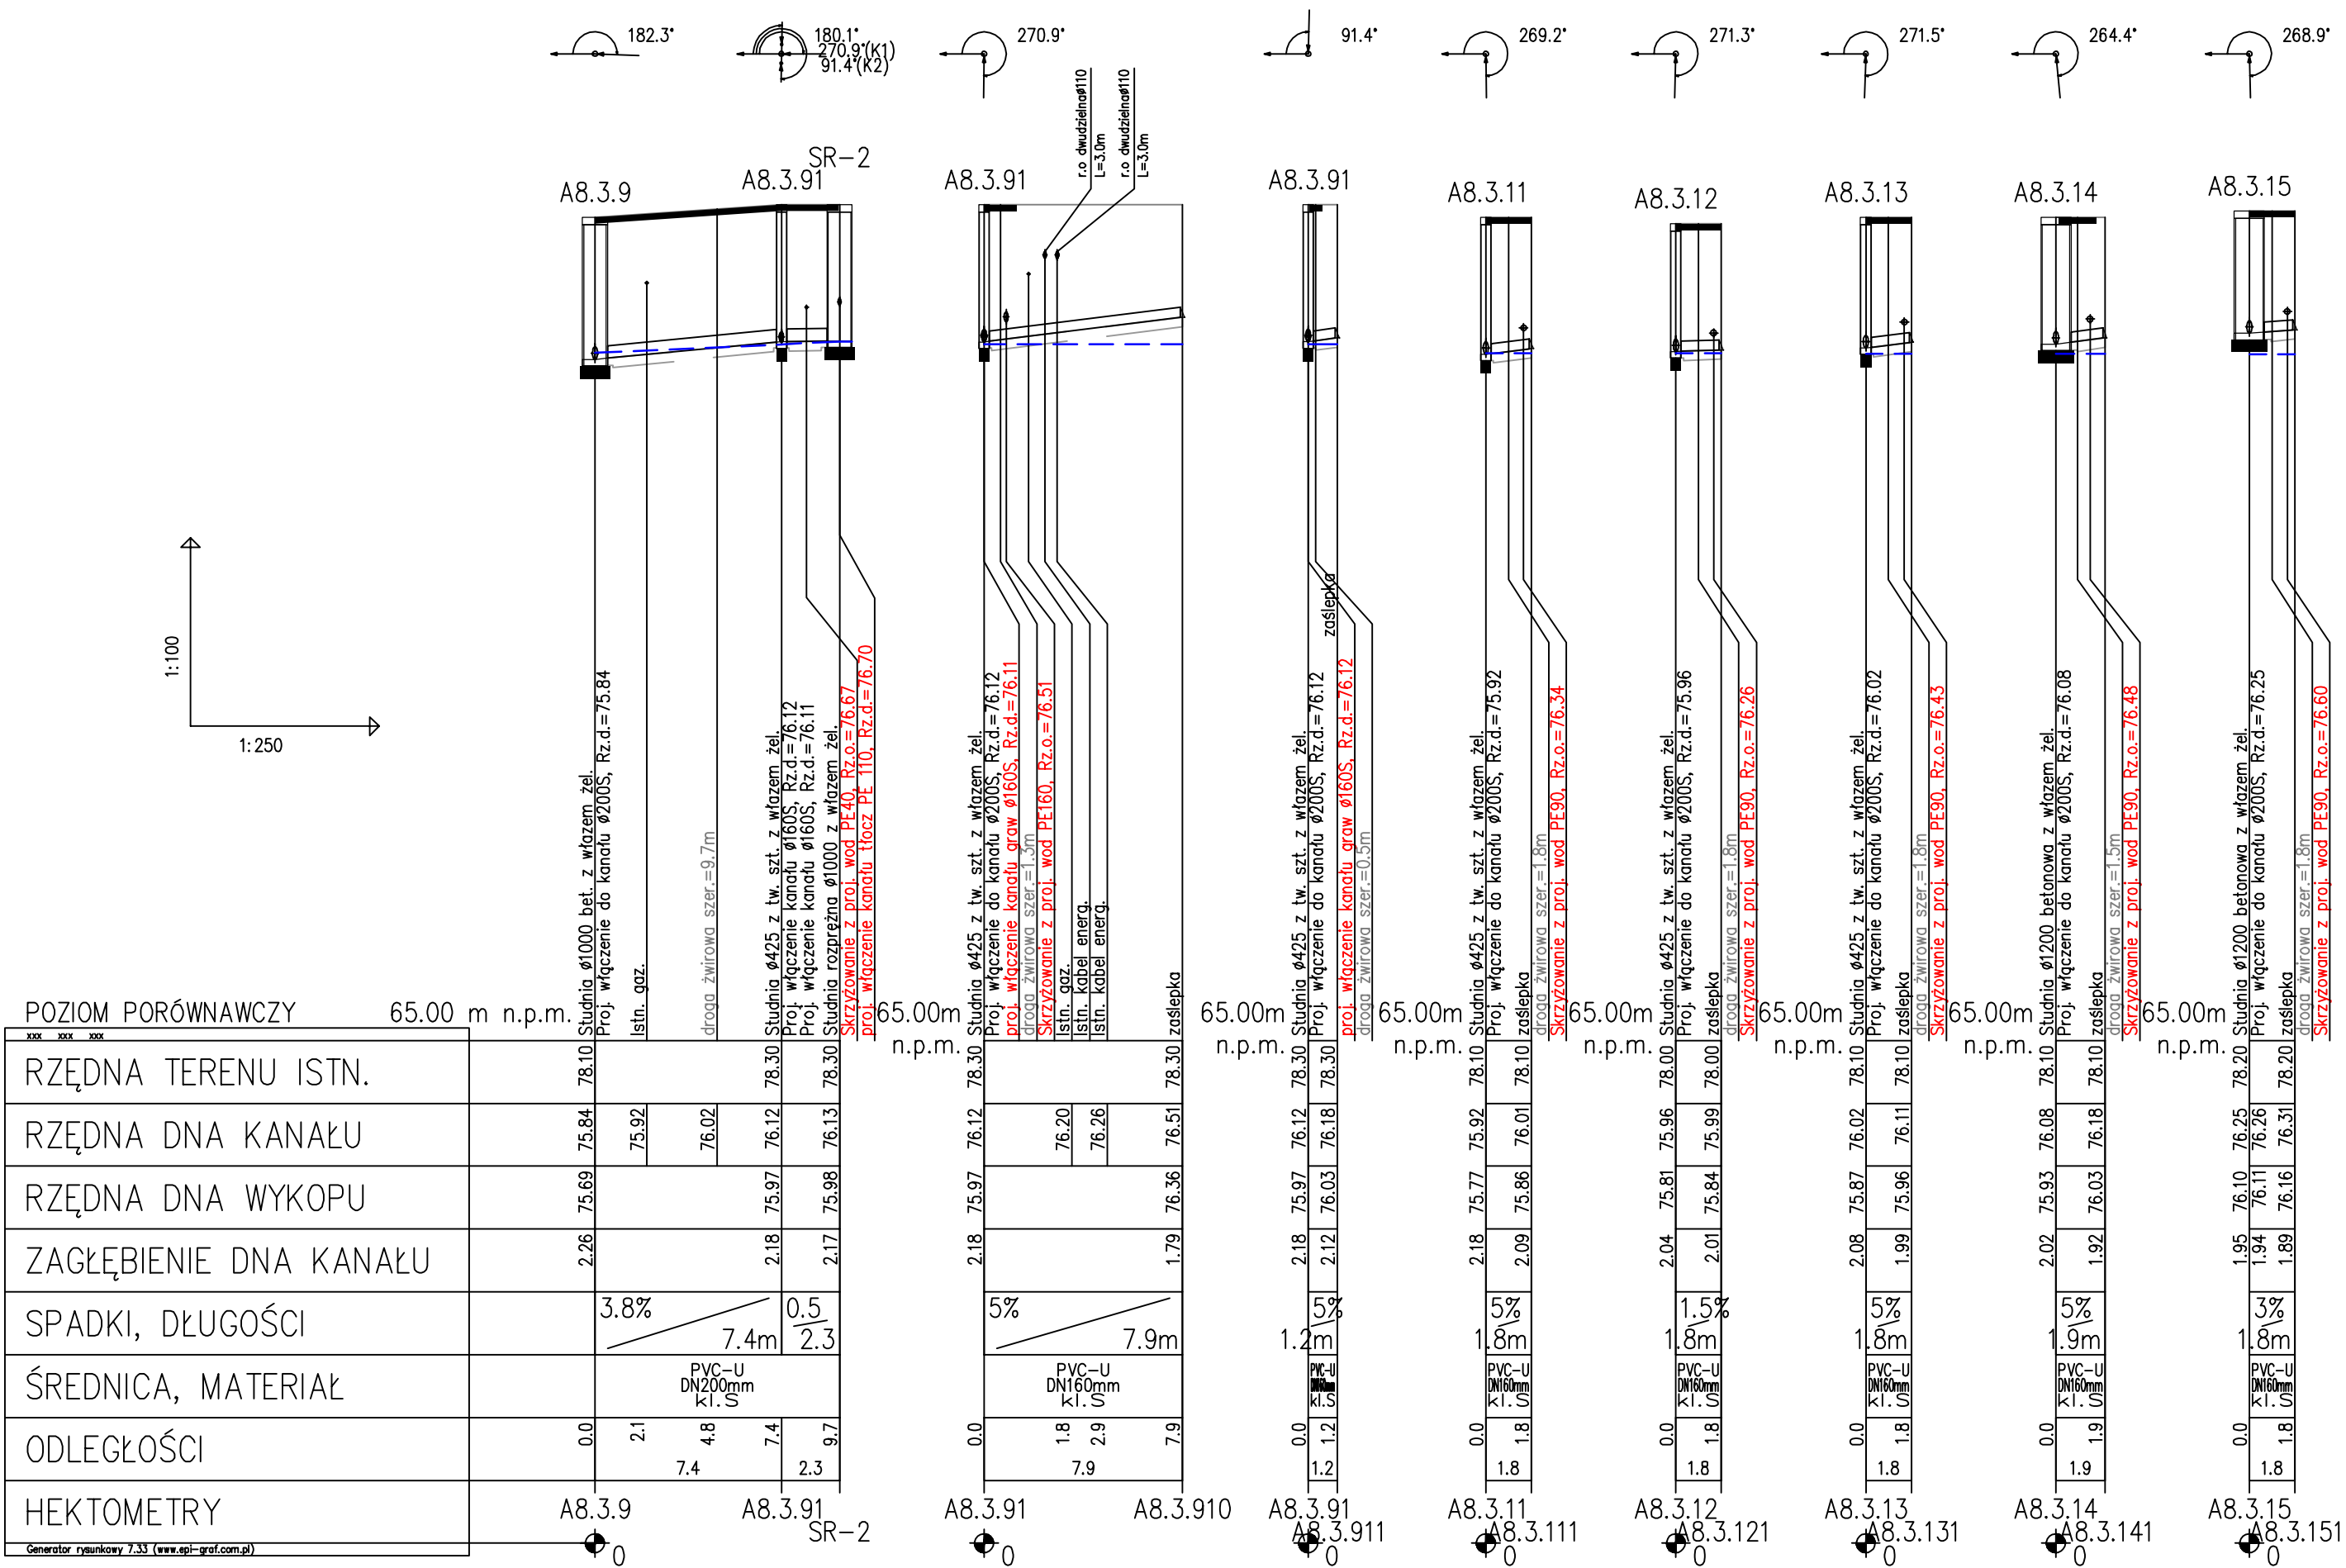 182.3°
180.1°
270.9°(K1)
91.4°(K2)
270.9°
91.4°
269.2°
271.3°
271.5°
264.4°
268.9°
r.o dwudzielnaø110
L=3.0m
r.o dwudzielnaø110
L=3.0m
SR-2
A8.3.9
A8.3.91
A8.3.91
A8.3.91
A8.3.11
A8.3.12
A8.3.13
A8.3.14
A8.3.15
1:100
1:250
Studnia ø1000 bet. z włazem żel.
Proj. włączenie do kanału ø200S, Rz.d.=75.84
Istn. gaz.
droga żwirowa szer.=9.7m
Studnia ø425 z tw. szt. z włazem żel.
Proj. włączenie kanału ø160S, Rz.d.=76.12
Proj. włączenie kanału ø160S, Rz.d.=76.11
Studnia rozprężna ø1000 z włazem żel.
Skrzyżowanie z proj. wod PE40, Rz.o.=76.67
proj. włączenie kanału tłocz PE 110, Rz.d.=76.70
Studnia ø425 z tw. szt. z włazem żel.
Proj. włączenie do kanału ø200S, Rz.d.=76.12
proj. włączenie kanału graw ø160S, Rz.d.=76.11
droga żwirowa szer.=1.3m
Skrzyżowanie z proj. wod PE160, Rz.o.=76.51
Istn. gaz.
Istn. kabel energ.
Istn. kabel energ.
zaślepka
Studnia ø425 z tw. szt. z włazem żel.
Proj. włączenie do kanału ø200S, Rz.d.=76.12
zaślepka
proj. włączenie kanału graw ø160S, Rz.d.=76.12
droga żwirowa szer.=0.5m
Studnia ø425 z tw. szt. z włazem żel.
Proj. włączenie do kanału ø200S, Rz.d.=75.92
zaślepka
droga żwirowa szer.=1.8m
Skrzyżowanie z proj. wod PE90, Rz.o.=76.34
Studnia ø425 z tw. szt. z włazem żel.
Proj. włączenie do kanału ø200S, Rz.d.=75.96
zaślepka
droga żwirowa szer.=1.8m
Skrzyżowanie z proj. wod PE90, Rz.o.=76.26
Studnia ø425 z tw. szt. z włazem żel.
Proj. włączenie do kanału ø200S, Rz.d.=76.02
zaślepka
droga żwirowa szer.=1.8m
Skrzyżowanie z proj. wod PE90, Rz.o.=76.43
Studnia ø1200 betonowa z włazem żel.
Proj. włączenie do kanału ø200S, Rz.d.=76.08
zaślepka
droga żwirowa szer.=1.5m
Skrzyżowanie z proj. wod PE90, Rz.o.=76.48
Studnia ø1200 betonowa z włazem żel.
Proj. włączenie do kanału ø200S, Rz.d.=76.25
zaślepka
droga żwirowa szer.=1.8m
Skrzyżowanie z proj. wod PE90, Rz.o.=76.60
POZIOM PORÓWNAWCZY 65.00 m n.p.m.
65.00m n.p.m.
65.00m n.p.m.
65.00m n.p.m.
65.00m n.p.m.
65.00m n.p.m.
65.00m n.p.m.
65.00m n.p.m.
xxx xxx xxx
RZĘDNA TERENU ISTN. 78.10 78.30 78.30 78.30 78.30 78.30 78.30 78.10 78.10 78.00 78.00 78.10 78.10 78.10 78.10 78.20 78.20
RZĘDNA DNA KANAŁU 75.84 75.92 76.02 76.12 76.13 76.12 76.20 76.26 76.51 76.12 76.18 75.92 76.01 75.96 75.99 76.02 76.11 76.08 76.18 76.25 76.26 76.31
RZĘDNA DNA WYKOPU 75.69 75.97 75.98 75.97 76.36 75.97 76.03 75.77 75.86 75.81 75.84 75.87 75.96 75.93 76.03 76.10 76.11 76.16
ZAGŁĘBIENIE DNA KANAŁU 2.26 2.18 2.17 2.18 1.79 2.18 2.12 2.18 2.09 2.04 2.01 2.08 1.99 2.02 1.92 1.95 1.94 1.89
SPADKI, DŁUGOŚCI 3.8% 7.4m 0.5 2.3 5% 7.9m 5% 1.2m 5% 1.8m 1.5% 1.8m 5% 1.8m 5% 1.9m 3% 1.8m
ŚREDNICA, MATERIAŁ
PVC-U DN200mm kl.S
PVC-U DN160mm kl.S
PVC-U DN160mm kl.S
PVC-U DN160mm kl.S
PVC-U DN160mm kl.S
PVC-U DN160mm kl.S
PVC-U DN160mm kl.S
PVC-U DN160mm kl.S
ODLEGŁOŚCI 0.0 2.1 4.8 7.4 9.7 0.0 1.8 2.9 7.9 0.0 1.2 0.0 1.8 0.0 1.8 0.0 1.8 0.0 1.9 0.0 1.8
7.4 2.3 7.9 1.2 1.8 1.8 1.8 1.9 1.8
HEKTOMETRY
A8.3.9 A8.3.91 A8.3.91 A8.3.910 A8.3.91 A8.3.11 A8.3.12 A8.3.13 A8.3.14 A8.3.15
SR-2 A8.3.911 A8.3.111 A8.3.121 A8.3.131 A8.3.141 A8.3.151
0 0 0 0 0 0 0 0
Generator rysunkowy 7.33 (www.epi-graf.com.pl)